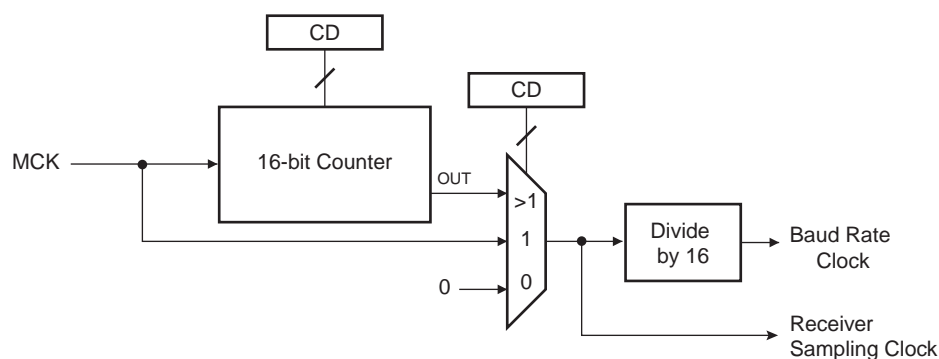 CD
CD
MCK
16-bit Counter
OUT
>1
1
0
0
Divide
by 16
Baud Rate
Clock
Receiver
Sampling Clock